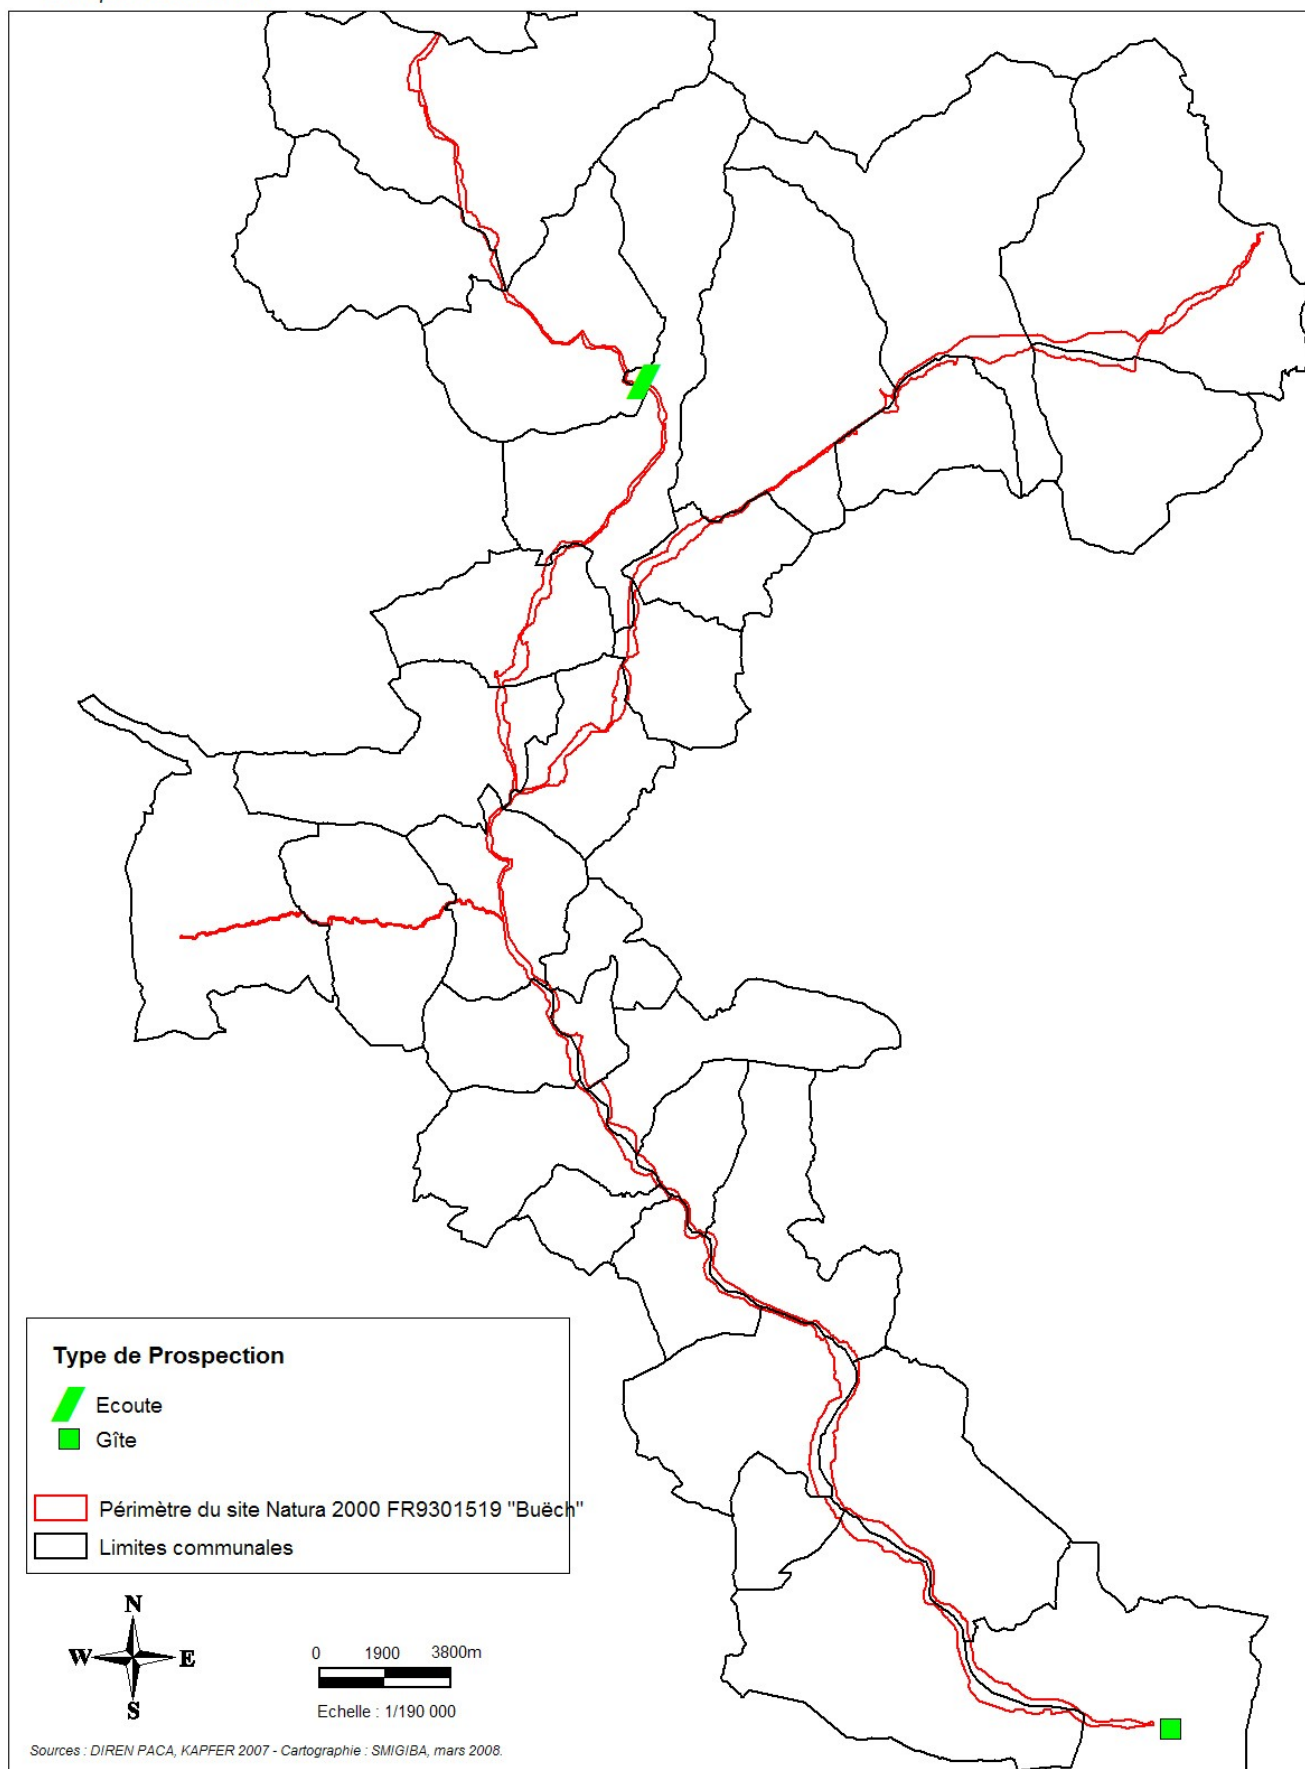 Type de Prospection
Ecoute
Gîte
Périmètre du site Natura 2000 FR9301519 "Buëch"
Limites communales
N
W E
S
0 1900 3800m
Echelle : 1/190 000
Sources : DIREN PACA, KAPFER 2007 - Cartographie : SMIGIBA, mars 2008.